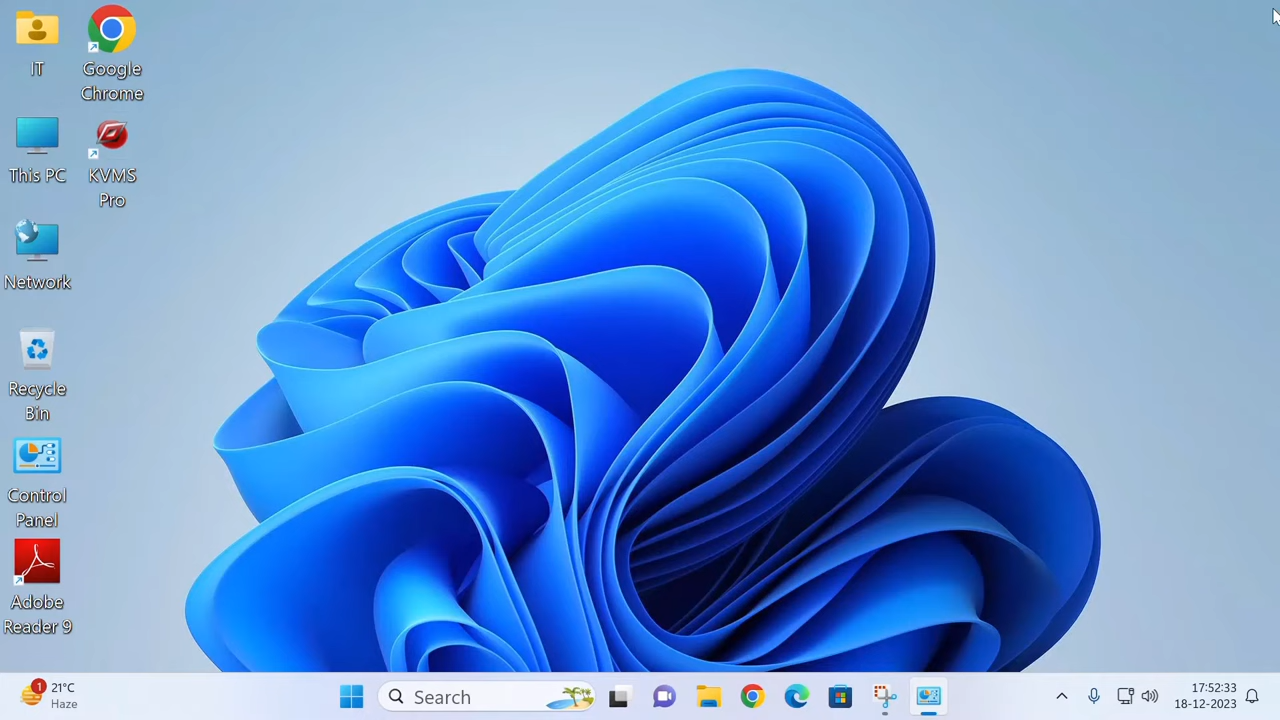 IT
Google
Chrome
This PC
KVMS
Pro
Network
Recycle
Bin
Control
Panel
Adobe
Reader 9
1
21°C
Haze
Search
17:52:33
18-12-2023